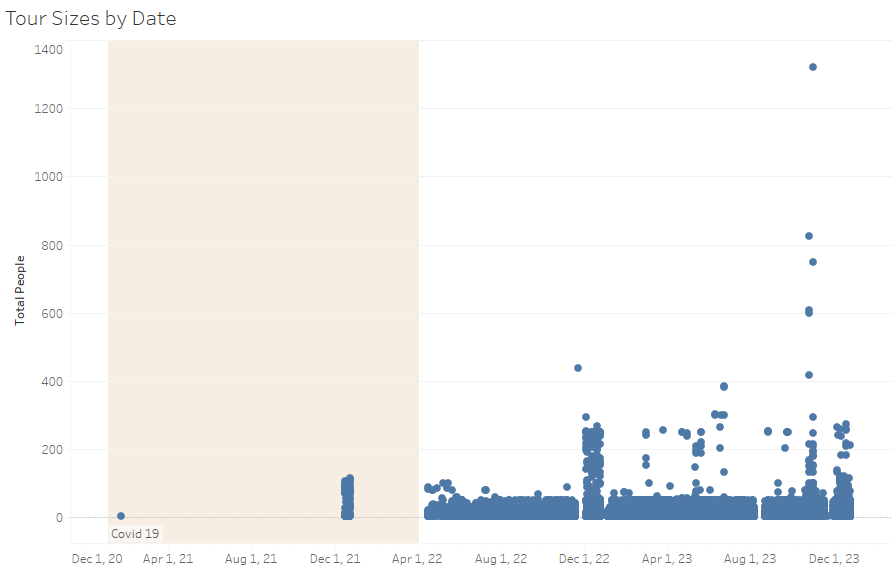 Tour Sizes by Date
1400
1200
1000
800
600
400
200
0
Total People
Covid 19
Dec 1, 20 Apr 1, 21 Aug 1, 21 Dec 1, 21 Apr 1, 22 Aug 1, 22 Dec 1, 22 Apr 1, 23 Aug 1, 23 Dec 1, 23